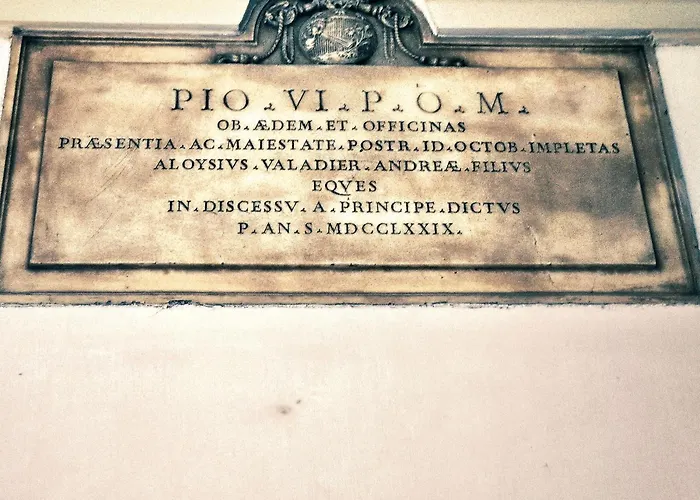 PIO.VI.P.O.M.
OB.ÆDEM.ET.OFFICINAS
PRÆSENTIA.AC.MAIESTATE.POSTR.ID.OCTOB.IMPLETAS
ALOYSIVS.VALADIER.ANDREÆ.FILIVS
EQVES
IN.DISCESSV.A.PRINCIPE.DICTVS
P.AN.S.MDCCLXXIX.